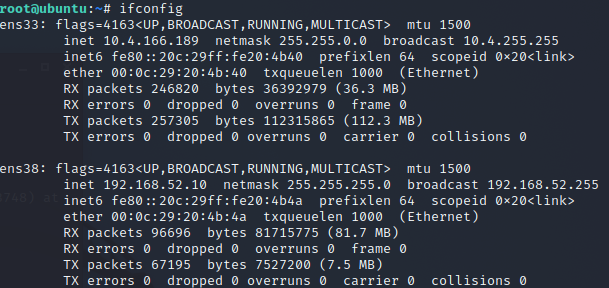 root@ubuntu:~# ifconfig
ens33: flags=4163<UP,BROADCAST,RUNNING,MULTICAST>  mtu 1500
        inet 10.4.166.189  netmask 255.255.0.0  broadcast 10.4.255.255
        inet6 fe80::20c:29ff:fe20:4b40  prefixlen 64  scopeid 0×20<link>
        ether 00:0c:29:20:4b:40  txqueuelen 1000  (Ethernet)
        RX packets 246820  bytes 36392979 (36.3 MB)
        RX errors 0  dropped 0  overruns 0  frame 0
        TX packets 257305  bytes 112315865 (112.3 MB)
        TX errors 0  dropped 0 overruns 0  carrier 0  collisions 0
ens38: flags=4163<UP,BROADCAST,RUNNING,MULTICAST>  mtu 1500
        inet 192.168.52.10  netmask 255.255.255.0  broadcast 192.168.52.255
        inet6 fe80::20c:29ff:fe20:4b4a  prefixlen 64  scopeid 0×20<link>
        ether 00:0c:29:20:4b:4a  txqueuelen 1000  (Ethernet)
        RX packets 96696  bytes 81715775 (81.7 MB)
        RX errors 0  dropped 0  overruns 0  frame 0
        TX packets 67195  bytes 7527200 (7.5 MB)
        TX errors 0  dropped 0 overruns 0  carrier 0  collisions 0